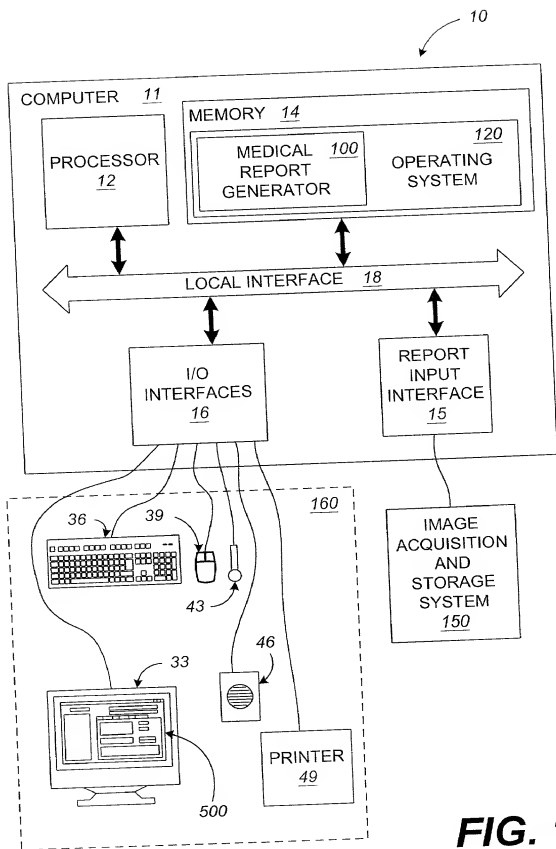 10
COMPUTER 11
MEMORY 14
PROCESSOR
12
MEDICAL
REPORT
GENERATOR
100
OPERATING
SYSTEM
120
LOCAL INTERFACE 18
I/O
INTERFACES
16
REPORT
INPUT
INTERFACE
15
160
36
39
43
46
33
500
PRINTER
49
IMAGE
ACQUISITION
AND
STORAGE
SYSTEM
150
FIG.